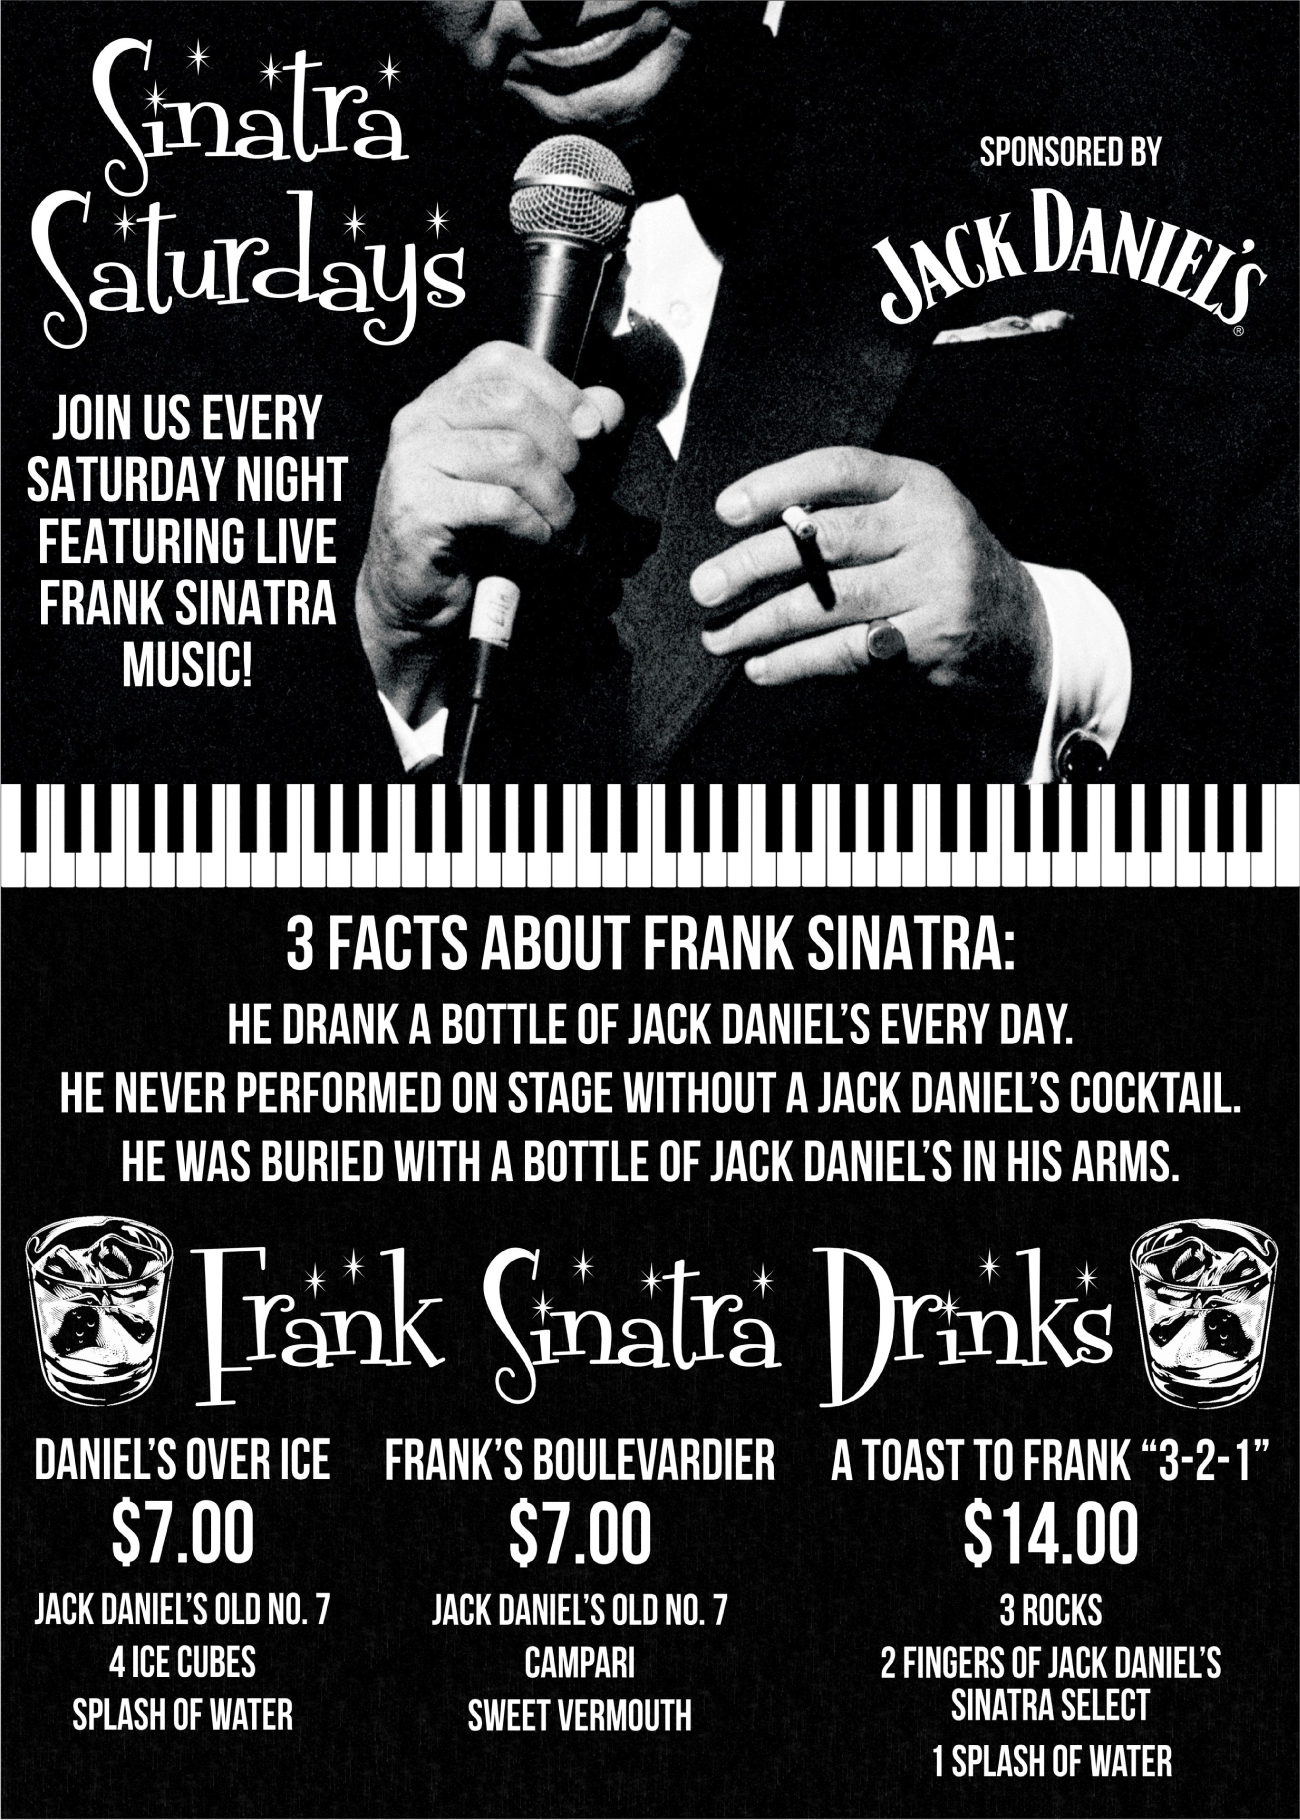 Sinatra
Saturdays
SPONSORED BY
JACK DANIEL'S®
JOIN US EVERY
SATURDAY NIGHT
FEATURING LIVE
FRANK SINATRA
MUSIC!
3 FACTS ABOUT FRANK SINATRA:
HE DRANK A BOTTLE OF JACK DANIEL'S EVERY DAY.
HE NEVER PERFORMED ON STAGE WITHOUT A JACK DANIEL'S COCKTAIL.
HE WAS BURIED WITH A BOTTLE OF JACK DANIEL'S IN HIS ARMS.
Frank Sinatra Drinks
DANIEL'S OVER ICE
$7.00
JACK DANIEL'S OLD NO. 7
4 ICE CUBES
SPLASH OF WATER
FRANK'S BOULEVARDIER
$7.00
JACK DANIEL'S OLD NO. 7
CAMPARI
SWEET VERMOUTH
A TOAST TO FRANK “3-2-1”
$14.00
3 ROCKS
2 FINGERS OF JACK DANIEL'S
SINATRA SELECT
1 SPLASH OF WATER